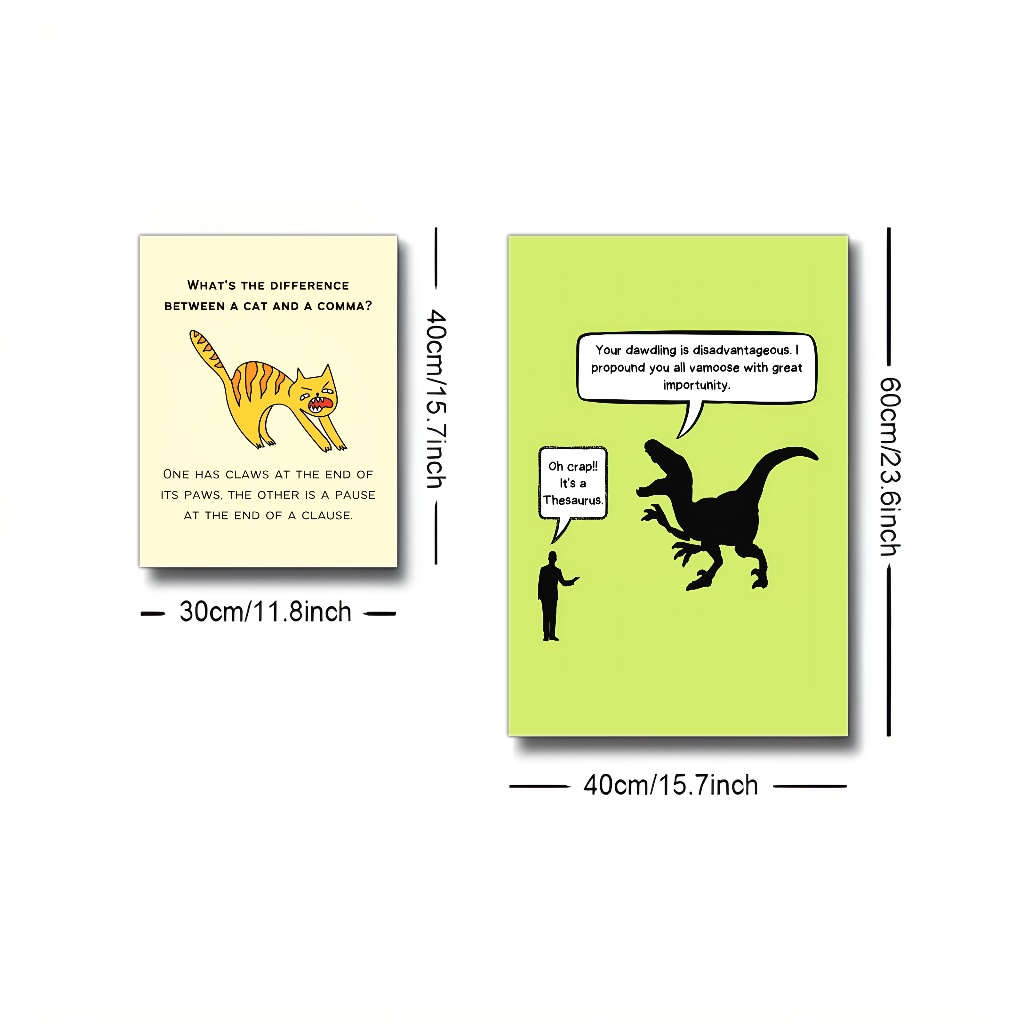 What's the difference
between a cat and a comma?
One has claws at the end of
its paws, the other is a pause
at the end of a clause.
40cm/15.7inch
30cm/11.8inch
Your dawdling is disadvantageous. I
propound you all vamoose with great
importunity.
Oh crap!!
It's a
Thesaurus.
60cm/23.6inch
40cm/15.7inch